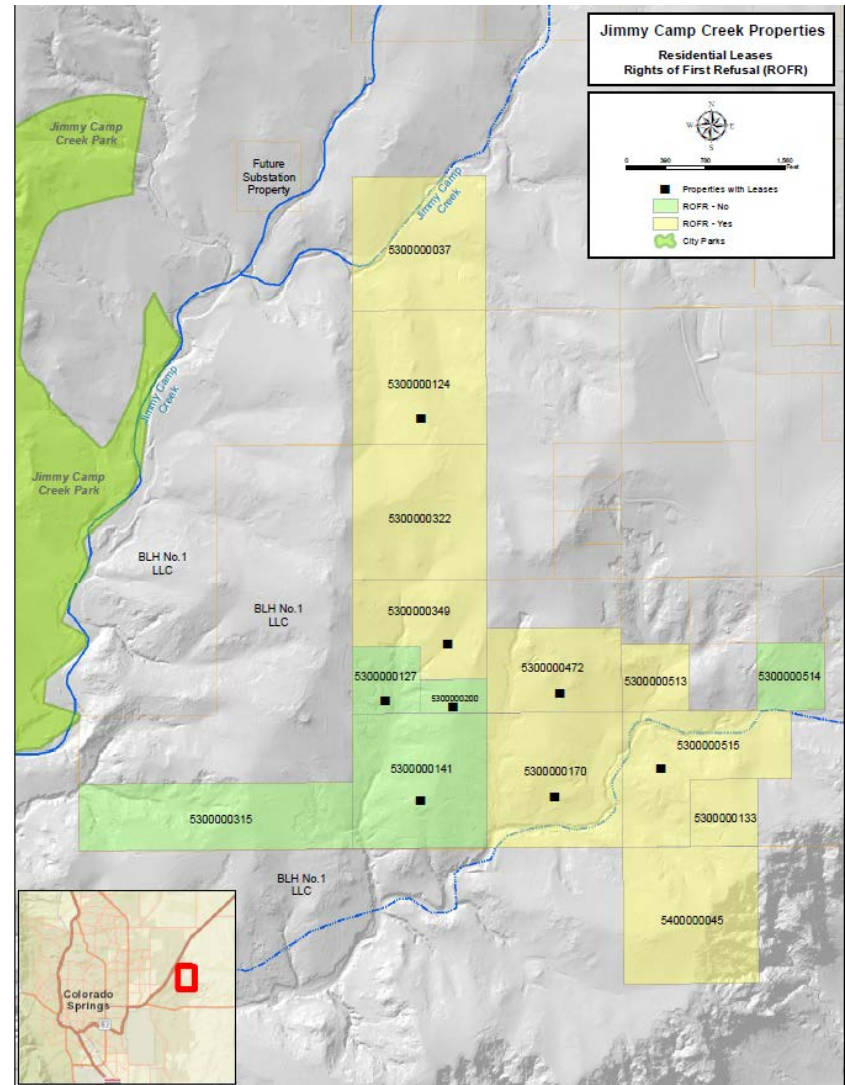 Jimmy Camp Creek Properties
Residential Leases
Rights of First Refusal (ROFR)
N
W
E
S
0
390
780
1,560
Feet
Properties with Leases
ROFR - No
ROFR - Yes
City Parks
Jimmy Camp
Creek Park
Future
Substation
Property
Jimmy Camp
Creek
5300000037
Jimmy Camp
Creek
5300000124
Jimmy Camp
Creek Park
5300000322
BLH No.1
LLC
BLH No.1
LLC
5300000349
5300000127
5300000200
5300000472
5300000513
5300000514
5300000141
5300000170
5300000515
5300000315
5300000133
BLH No.1
LLC
5400000045
Colorado
Springs